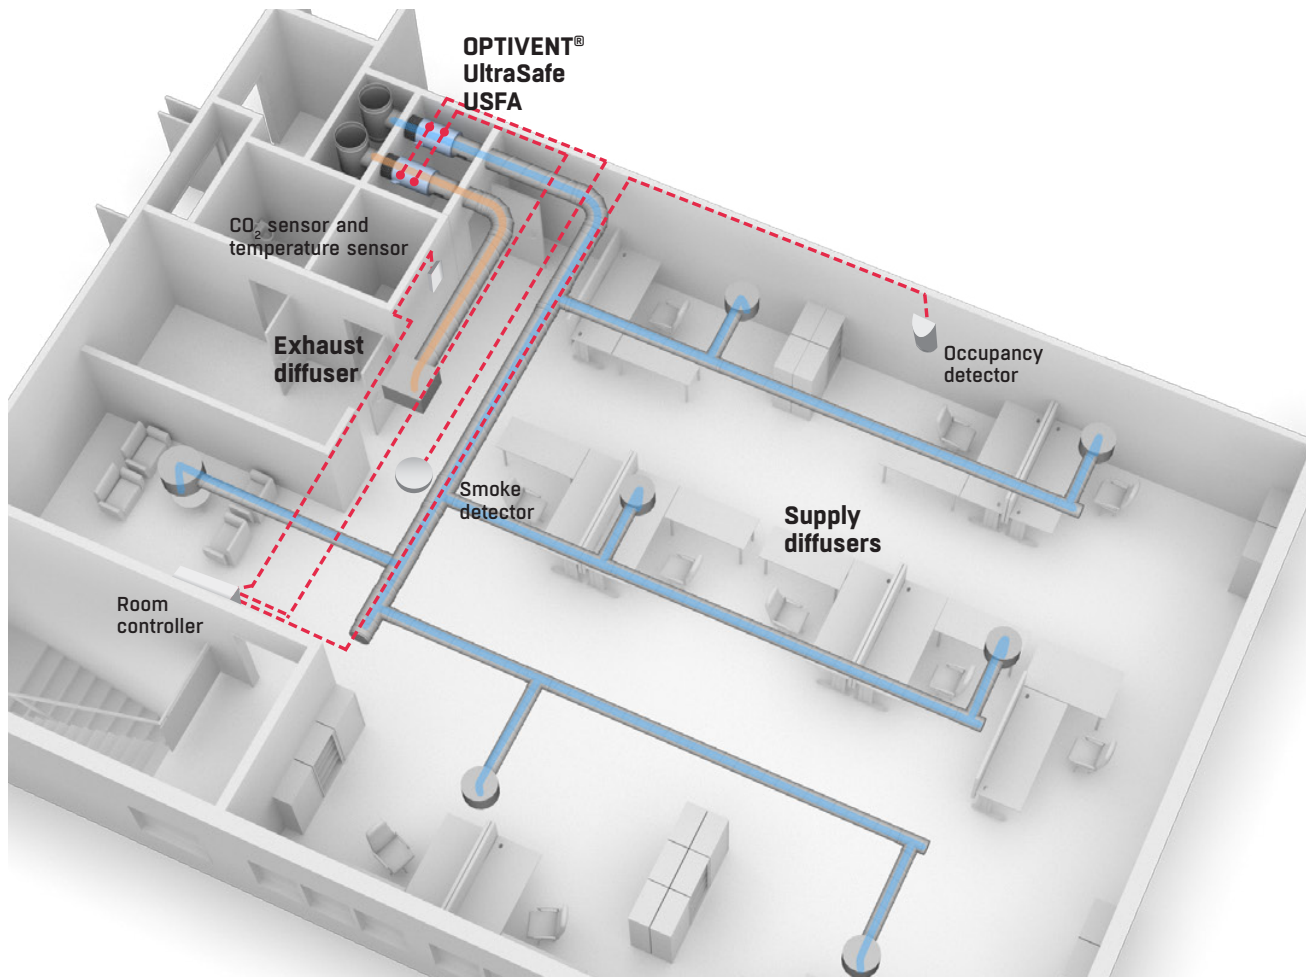 OPTIVENT®
UltraSafe
USFA
CO₂ sensor and
temperature sensor
Exhaust
diffuser
Occupancy
detector
Smoke
detector
Supply
diffusers
Room
controller